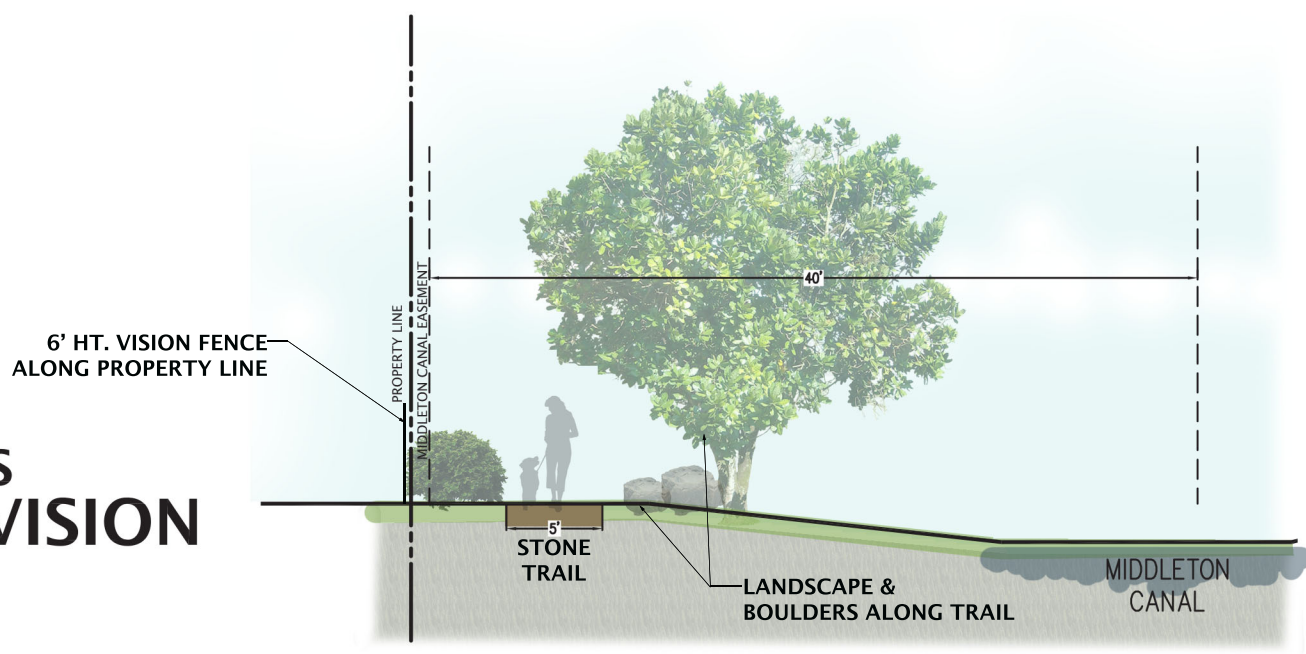 40'
6’ HT. VISION FENCE
ALONG PROPERTY LINE
PROPERTY LINE
MIDDLETON CANAL EASEMENT
S
VISION
5'
STONE
TRAIL
LANDSCAPE &
BOULDERS ALONG TRAIL
MIDDLETON
CANAL